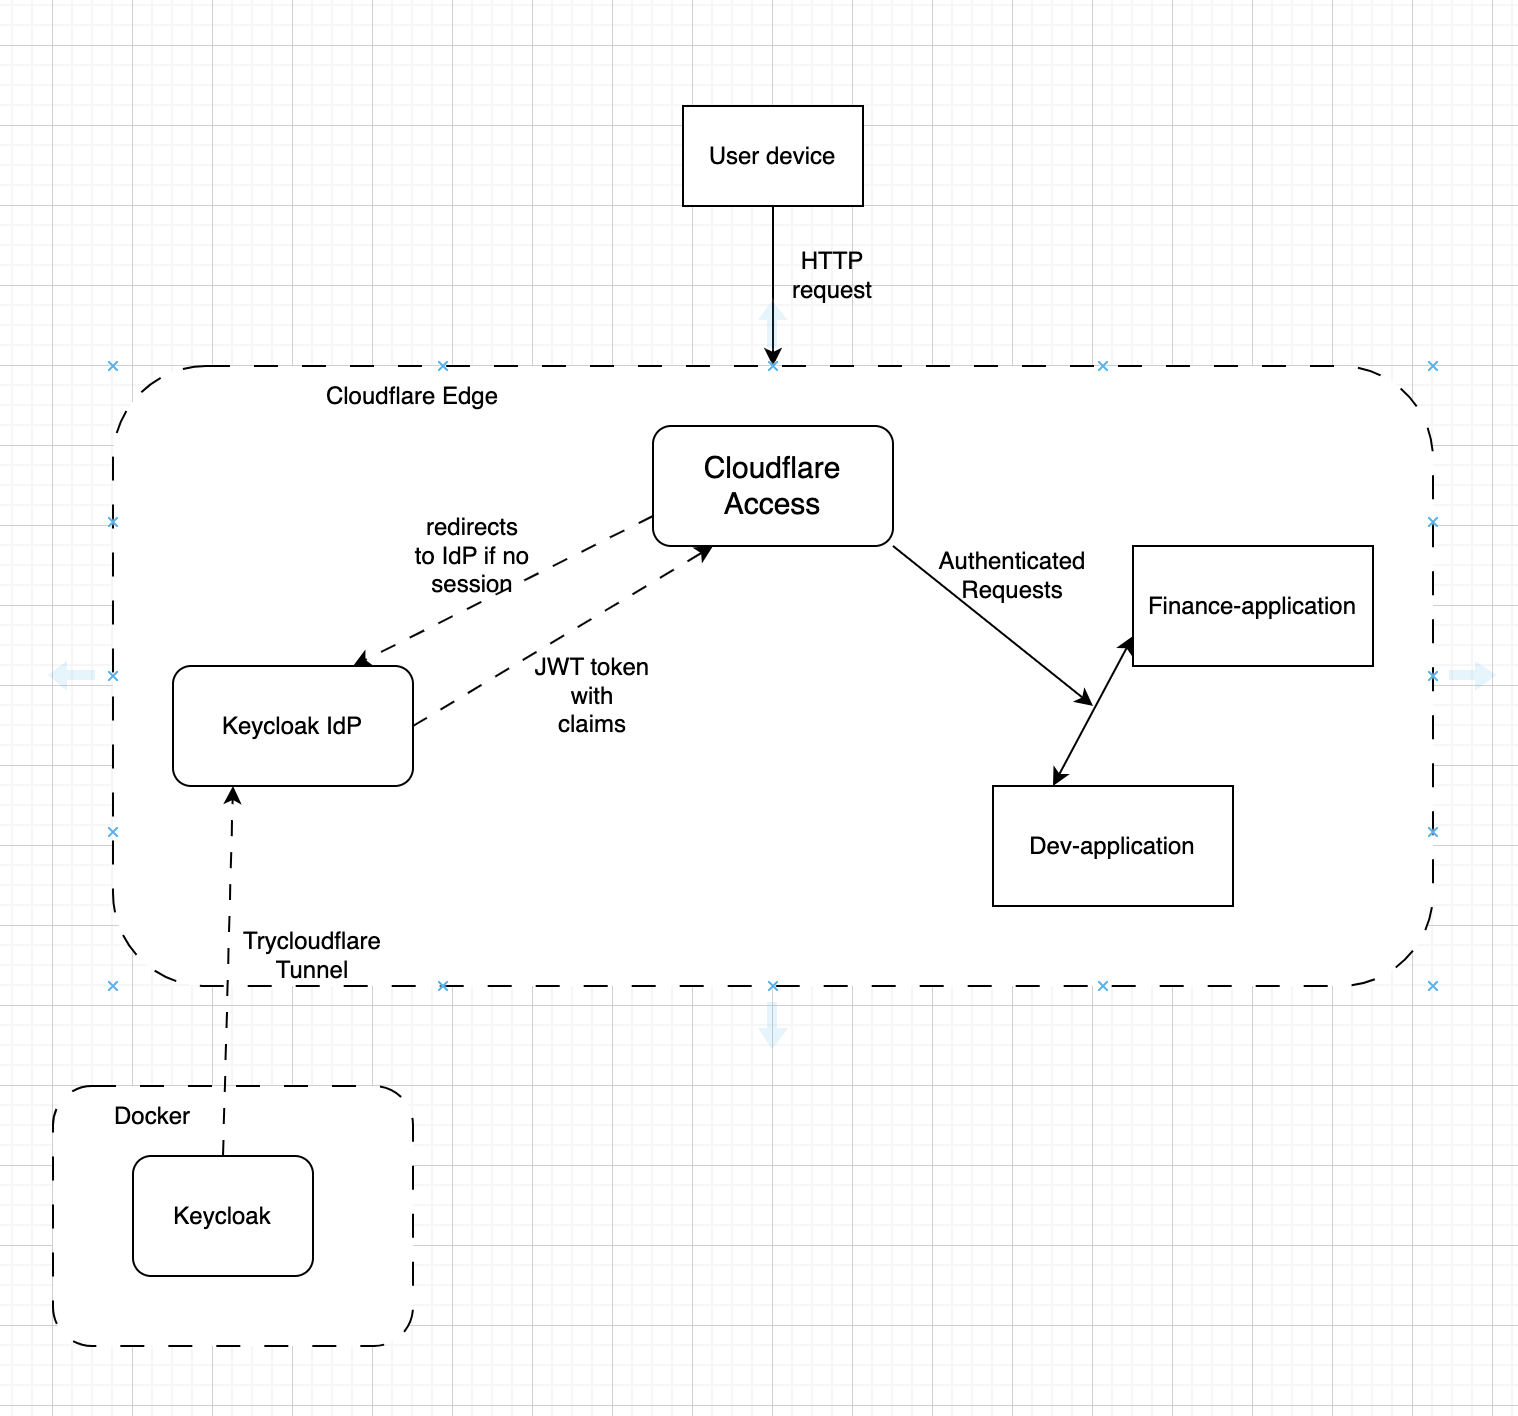 User device
HTTP
request
Cloudflare Edge
Cloudflare
Access
redirects
to IdP if no
session
Authenticated
Requests
Finance-application
JWT token
with
claims
Keycloak IdP
Dev-application
Trycloudflare
Tunnel
Docker
Keycloak